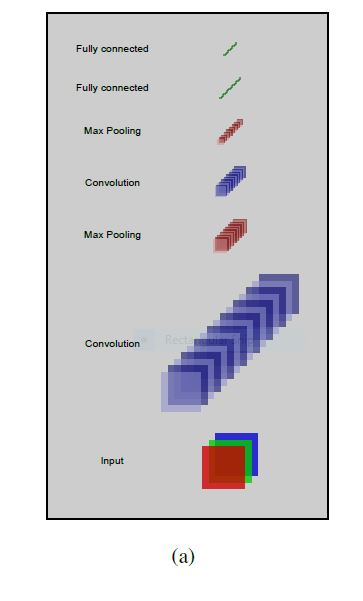 Fully connected
Fully connected
Max Pooling
Convolution
Max Pooling
Convolution
Input
(a)